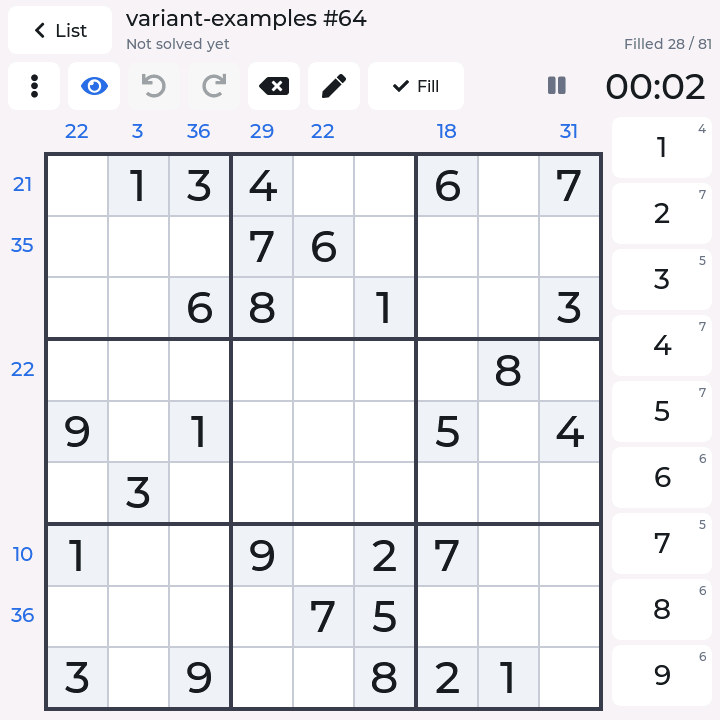 List
variant-examples #64
Not solved yet
Filled 28 / 81
Fill
00:02
22 3 36 29 22 18 31
21 1 3 4 6 7
35 7 6
6 8 1 3
22 8
9 1 5 4
3
10 1 9 2 7
36 7 5
3 9 8 2 1
1 4
2 7
3 5
4 7
5 7
6 6
7 5
8 6
9 6